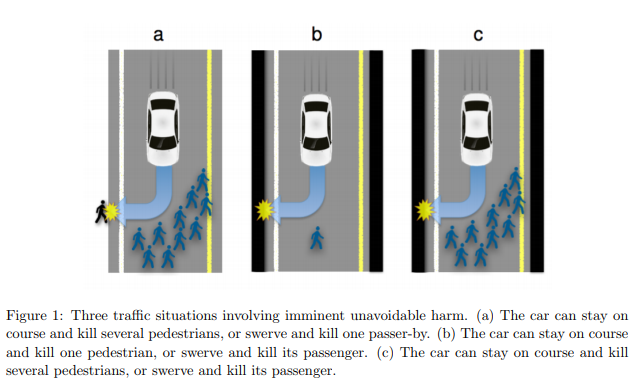 a b c
Figure 1: Three traffic situations involving imminent unavoidable harm. (a) The car can stay on
course and kill several pedestrians, or swerve and kill one passer-by. (b) The car can stay on course
and kill one pedestrian, or swerve and kill its passenger. (c) The car can stay on course and kill
several pedestrians, or swerve and kill its passenger.